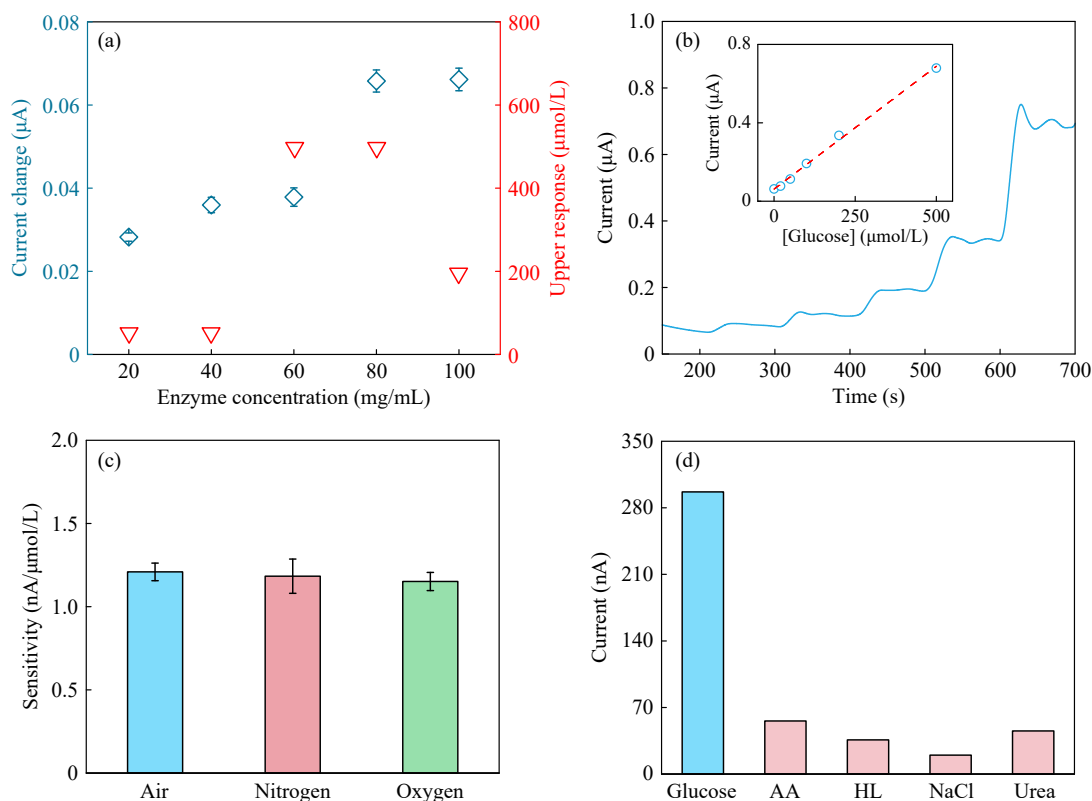 (a)
0.08
0.06
0.04
0.02
0
Current change (μA)
800
600
400
200
0
Upper response (μmol/L)
20 40 60 80 100
Enzyme concentration (mg/mL)
(b)
1.0
0.8
0.6
0.4
0.2
0
Current (μA)
0.8
0.4
0
Current (μA)
0 250 500
[Glucose] (μmol/L)
200 300 400 500 600 700
Time (s)
(c)
2.0
1.5
1.0
0.5
0
Sensitivity (nA/μmol/L)
Air Nitrogen Oxygen
(d)
350
280
210
140
70
0
Current (nA)
Glucose AA HL NaCl Urea